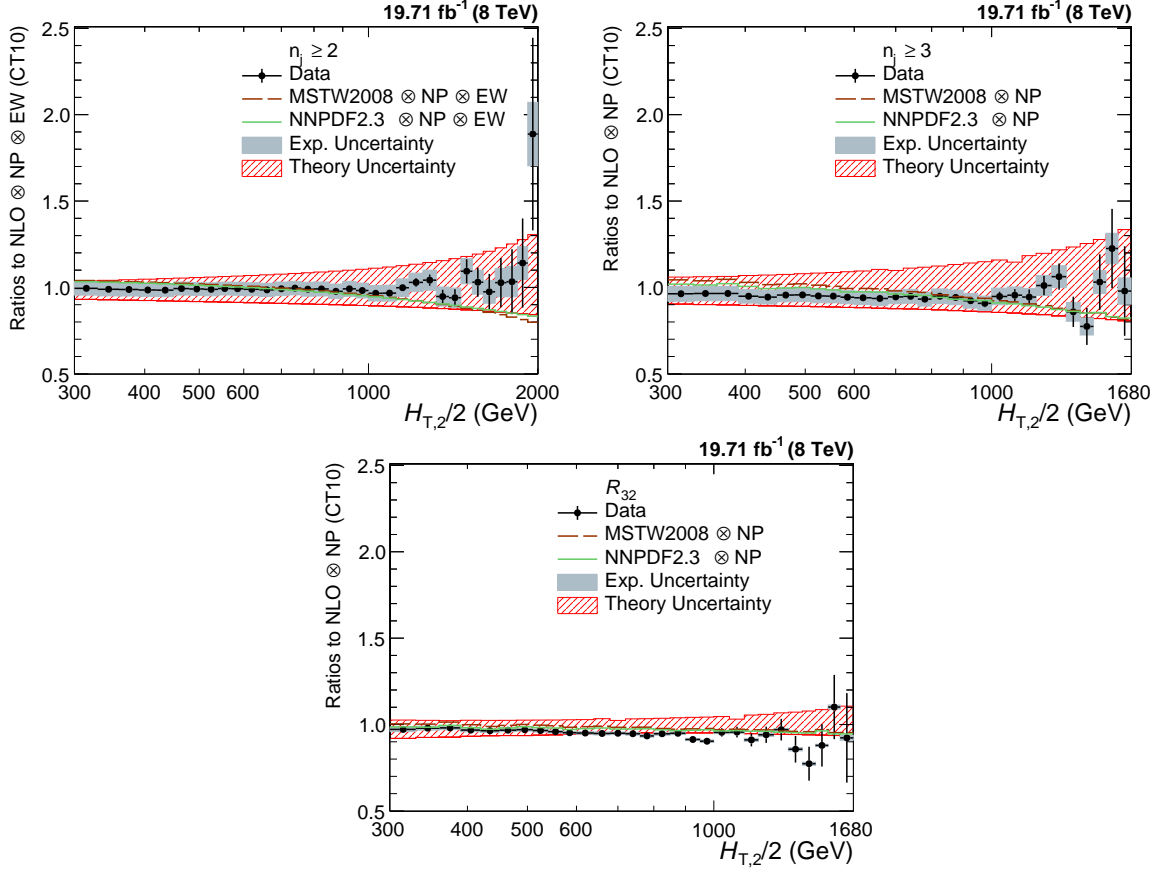 19.71 fb⁻¹ (8 TeV)
Ratios to NLO ⊗ NP ⊗ EW (CT10)
2.5
2.0
1.5
1.0
0.5
n_j ≥ 2
Data
MSTW2008 ⊗ NP ⊗ EW
NNPDF2.3 ⊗ NP ⊗ EW
Exp. Uncertainty
Theory Uncertainty
300 400 500 600 1000 2000
H_T,2/2 (GeV)
19.71 fb⁻¹ (8 TeV)
Ratios to NLO ⊗ NP (CT10)
2.5
2.0
1.5
1.0
0.5
n_j ≥ 3
Data
MSTW2008 ⊗ NP
NNPDF2.3 ⊗ NP
Exp. Uncertainty
Theory Uncertainty
300 400 500 600 1000 1680
H_T,2/2 (GeV)
19.71 fb⁻¹ (8 TeV)
Ratios to NLO ⊗ NP (CT10)
2.5
2.0
1.5
1.0
0.5
R_32
Data
MSTW2008 ⊗ NP
NNPDF2.3 ⊗ NP
Exp. Uncertainty
Theory Uncertainty
300 400 500 600 1000 1680
H_T,2/2 (GeV)